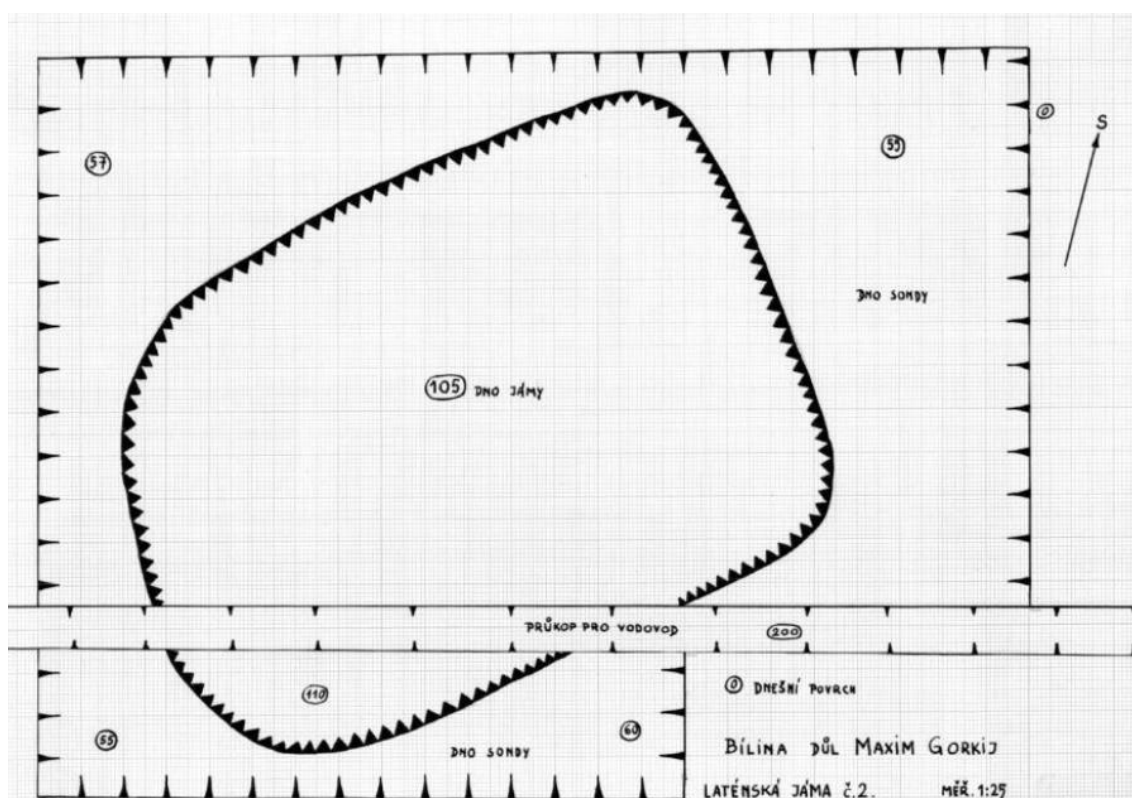 0
S
57
55
DNO SONDY
105 DNO JÁMY
PRŮKOP PRO VODOVOD 200
110
55
60
DNO SONDY
0 DNEŠNÍ POVRCH
BÍLINA DŮL MAXIM GORKIJ
LATÉNSKÁ JÁMA Č.2. MĚŘ. 1:25